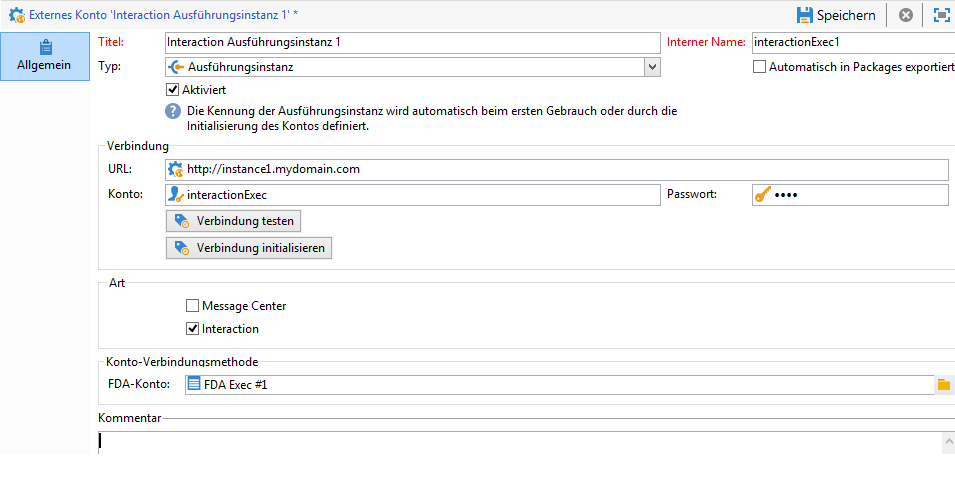 Externes Konto 'Interaction Ausführungsinstanz 1' *
Speichern
Allgemein
Titel: Interaction Ausführungsinstanz 1 Interner Name: interactionExec1
Typ: Ausführungsinstanz Automatisch in Packages exportiert
Aktiviert
Die Kennung der Ausführungsinstanz wird automatisch beim ersten Gebrauch oder durch die
Initialisierung des Kontos definiert.
Verbindung
URL: http://instance1.mydomain.com
Konto: interactionExec Passwort: ••••
Verbindung testen
Verbindung initialisieren
Art
Message Center
Interaction
Konto-Verbindungsmethode
FDA-Konto: FDA Exec #1
Kommentar